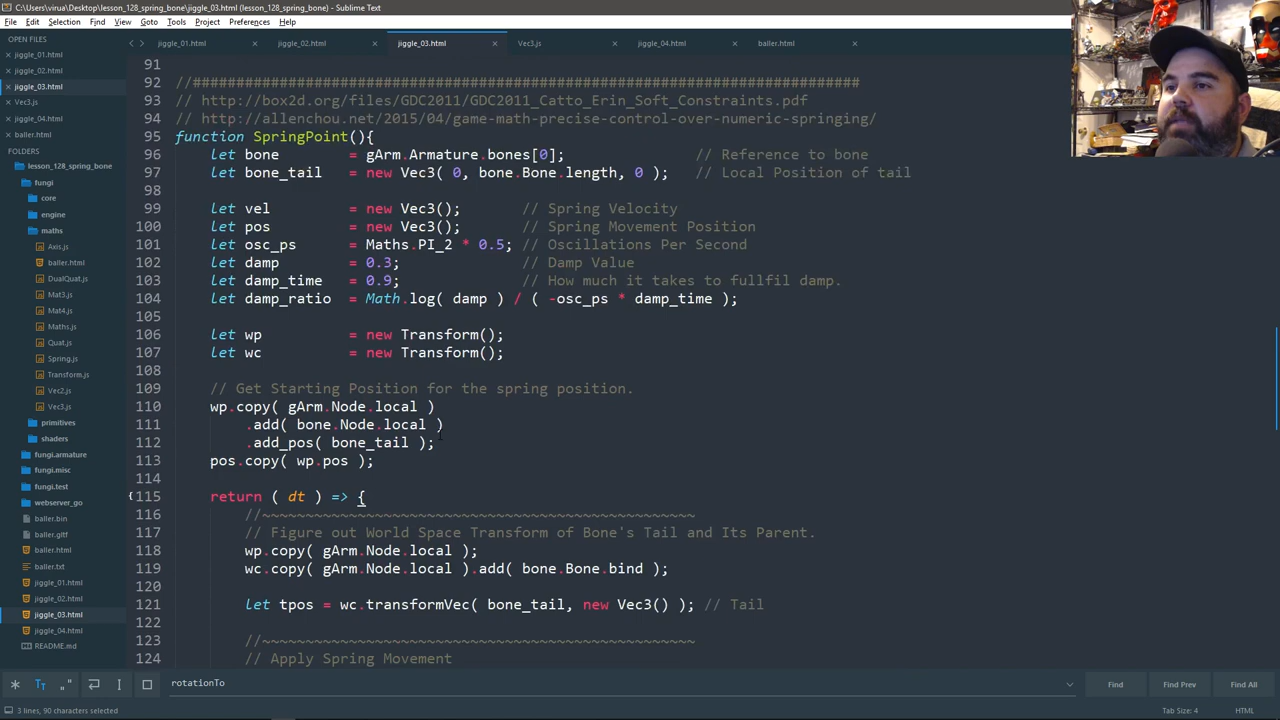 C:\Users\virua\Desktop\lesson_128_spring_bone\jiggle_03.html (lesson_128_spring_bone) - Sublime Text
File Edit Selection Find View Goto Tools Project Preferences Help
OPEN FILES
jiggle_01.html
jiggle_02.html
jiggle_03.html
Vec3.js
jiggle_04.html
baller.html
FOLDERS
lesson_128_spring_bone
fungi
core
engine
maths
Axis.js
baller.html
DualQuat.js
Mat3.js
Mat4.js
Maths.js
Quat.js
Spring.js
Transform.js
Vec2.js
Vec3.js
primitives
shaders
fungi.armature
fungi.misc
fungi.test
webserver_go
baller.bin
baller.gltf
baller.html
baller.txt
jiggle_01.html
jiggle_02.html
jiggle_03.html
jiggle_04.html
README.md
jiggle_01.html jiggle_02.html jiggle_03.html Vec3.js jiggle_04.html baller.html
91
92 //#############################################################################
93 // http://box2d.org/files/GDC2011/GDC2011_Catto_Erin_Soft_Constraints.pdf
94 // http://allenchou.net/2015/04/game-math-precise-control-over-numeric-springing/
95 function SpringPoint(){
96 let bone = gArm.Armature.bones[0]; // Reference to bone
97 let bone_tail = new Vec3( 0, bone.Bone.length, 0 ); // Local Position of tail
98
99 let vel = new Vec3(); // Spring Velocity
100 let pos = new Vec3(); // Spring Movement Position
101 let osc_ps = Maths.PI_2 * 0.5; // Oscillations Per Second
102 let damp = 0.3; // Damp Value
103 let damp_time = 0.9; // How much it takes to fullfil damp.
104 let damp_ratio = Math.log( damp ) / ( -osc_ps * damp_time );
105
106 let wp = new Transform();
107 let wc = new Transform();
108
109 // Get Starting Position for the spring position.
110 wp.copy( gArm.Node.local )
111 .add( bone.Node.local )
112 .add_pos( bone_tail );
113 pos.copy( wp.pos );
114
115 return ( dt ) => {
116 //~~~~~~~~~~~~~~~~~~~~~~~~~~~~~~~~~~~~~~~~~~~~~~~~~~
117 // Figure out World Space Transform of Bone's Tail and Its Parent.
118 wp.copy( gArm.Node.local );
119 wc.copy( gArm.Node.local ).add( bone.Bone.bind );
120
121 let tpos = wc.transformVec( bone_tail, new Vec3() ); // Tail
122
123 //~~~~~~~~~~~~~~~~~~~~~~~~~~~~~~~~~~~~~~~~~~~~~~~~~~
124 // Apply Spring Movement
rotationTo
Find Find Prev Find All
3 lines, 90 characters selected Tab Size: 4 HTML